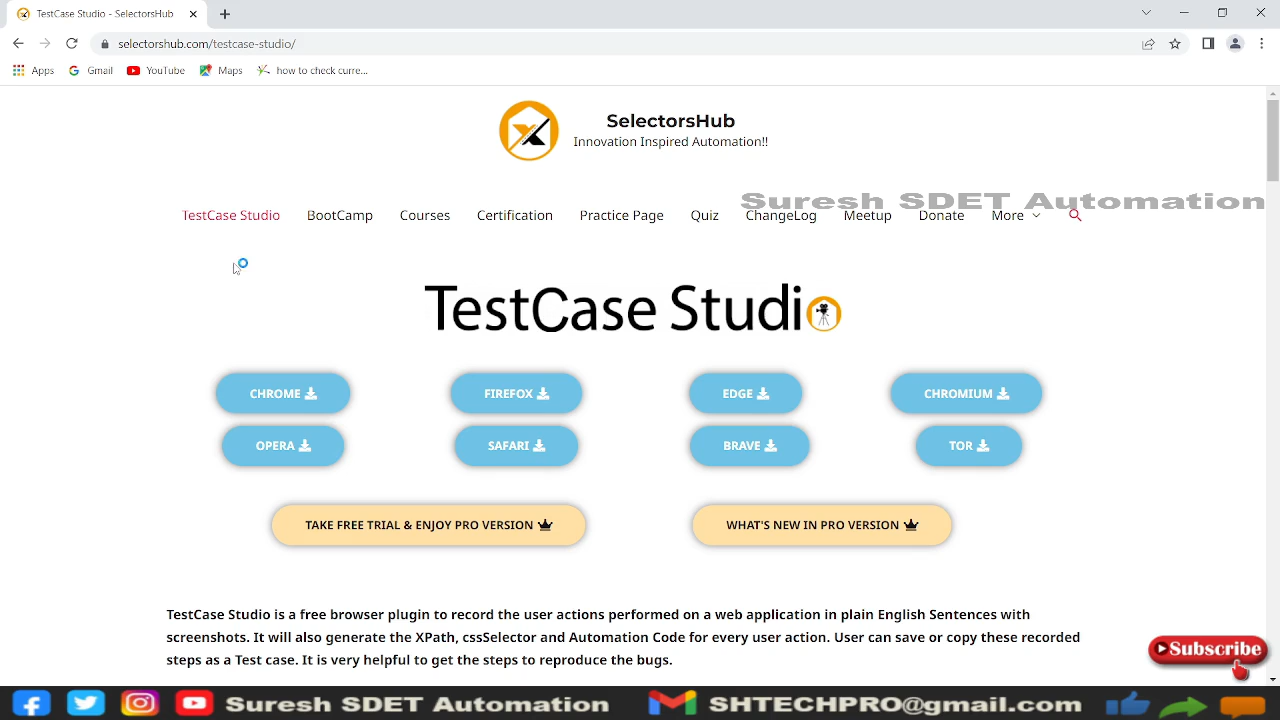 TestCase Studio - SelectorsHub
selectorshub.com/testcase-studio/
Apps Gmail YouTube Maps how to check curre...
SelectorsHub
Innovation Inspired Automation!!
Suresh SDET Automation
TestCase Studio BootCamp Courses Certification Practice Page Quiz ChangeLog Meetup Donate More
TestCase Studio
CHROME FIREFOX EDGE CHROMIUM
OPERA SAFARI BRAVE TOR
TAKE FREE TRIAL & ENJOY PRO VERSION WHAT'S NEW IN PRO VERSION
TestCase Studio is a free browser plugin to record the user actions performed on a web application in plain English Sentences with
screenshots. It will also generate the XPath, cssSelector and Automation Code for every user action. User can save or copy these recorded
steps as a Test case. It is very helpful to get the steps to reproduce the bugs.
Subscribe
Suresh SDET Automation SHTECHPRO@gmail.com